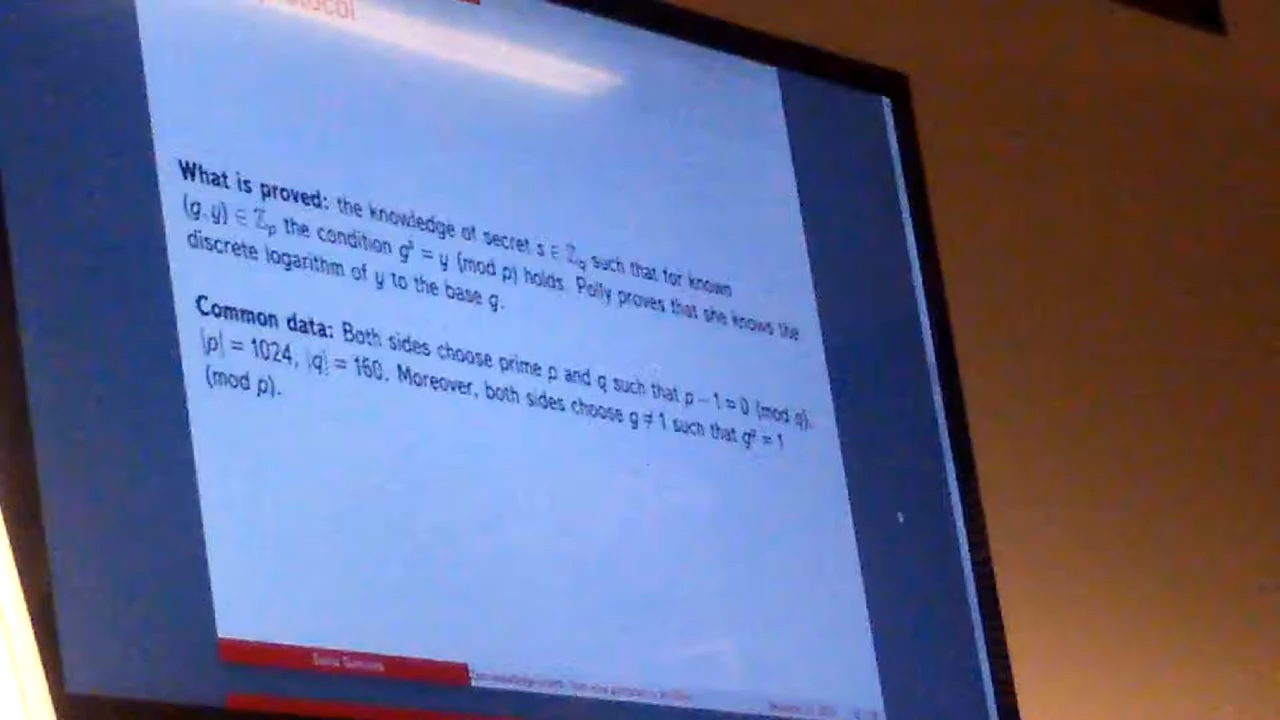 What is proved: the knowledge of secret s ∈ ℤq such that for known
(g, y) ∈ ℤp the condition gˢ = y (mod p) holds. Polly proves that she knows the
discrete logarithm of y to the base g.
Common data: Both sides choose prime p and q such that p − 1 = 0 (mod q).
|p| = 1024, |q| = 160. Moreover, both sides choose g ≠ 1 such that g^q = 1
(mod p).